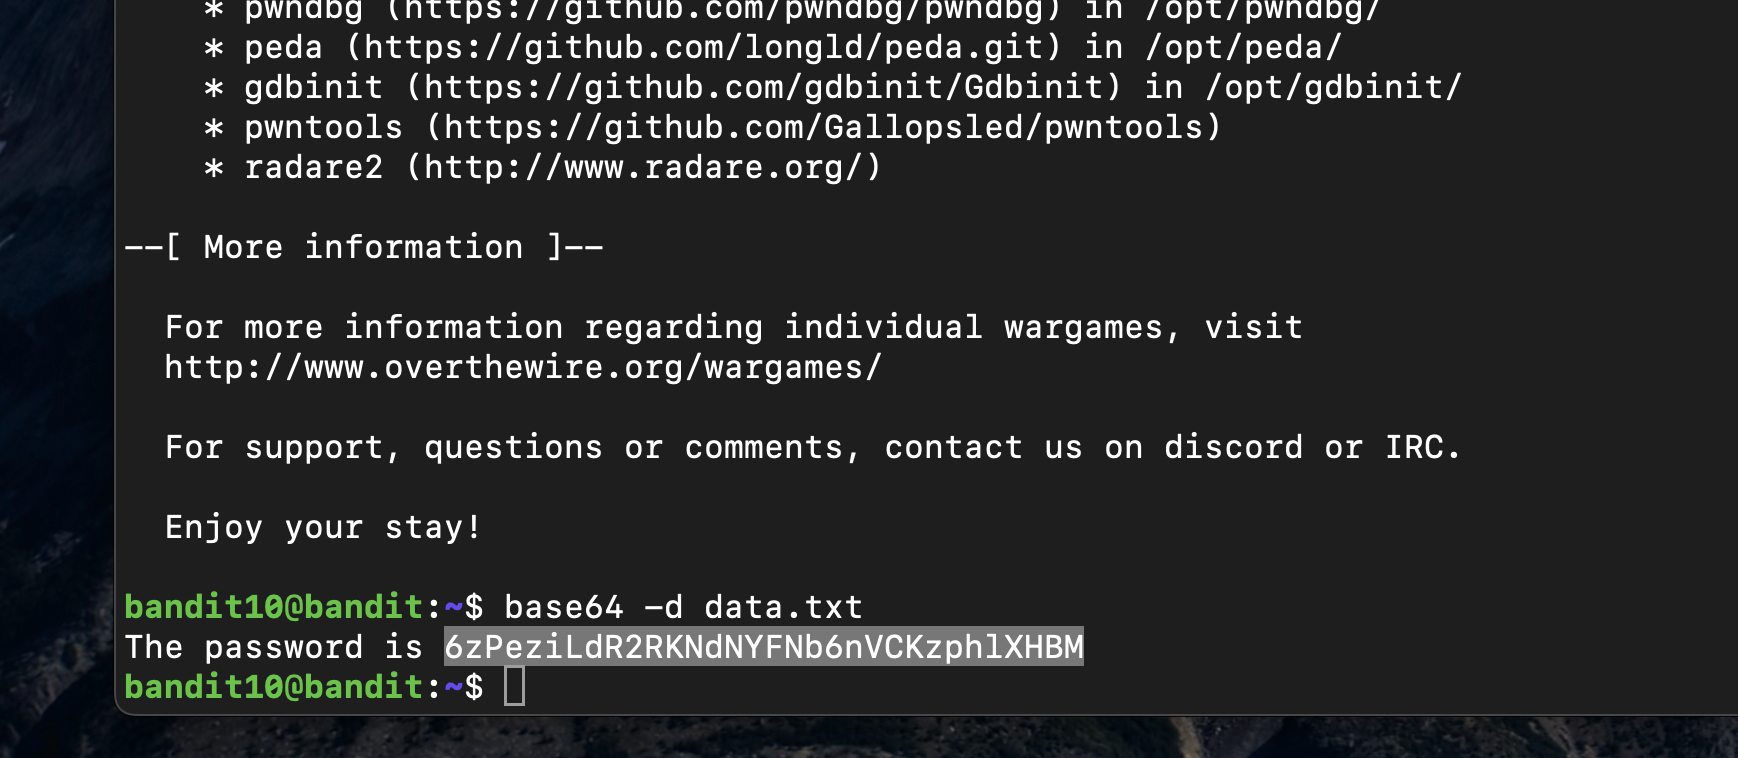 * pwndbg (https://github.com/pwndbg/pwndbg) in /opt/pwndbg/
* peda (https://github.com/longld/peda.git) in /opt/peda/
* gdbinit (https://github.com/gdbinit/Gdbinit) in /opt/gdbinit/
* pwntools (https://github.com/Gallopsled/pwntools)
* radare2 (http://www.radare.org/)
--[ More information ]--
For more information regarding individual wargames, visit
http://www.overthewire.org/wargames/
For support, questions or comments, contact us on discord or IRC.
Enjoy your stay!
bandit10@bandit:~$ base64 -d data.txt
The password is 6zPeziLdR2RKNdNYFNb6nVCKzphlXHBM
bandit10@bandit:~$